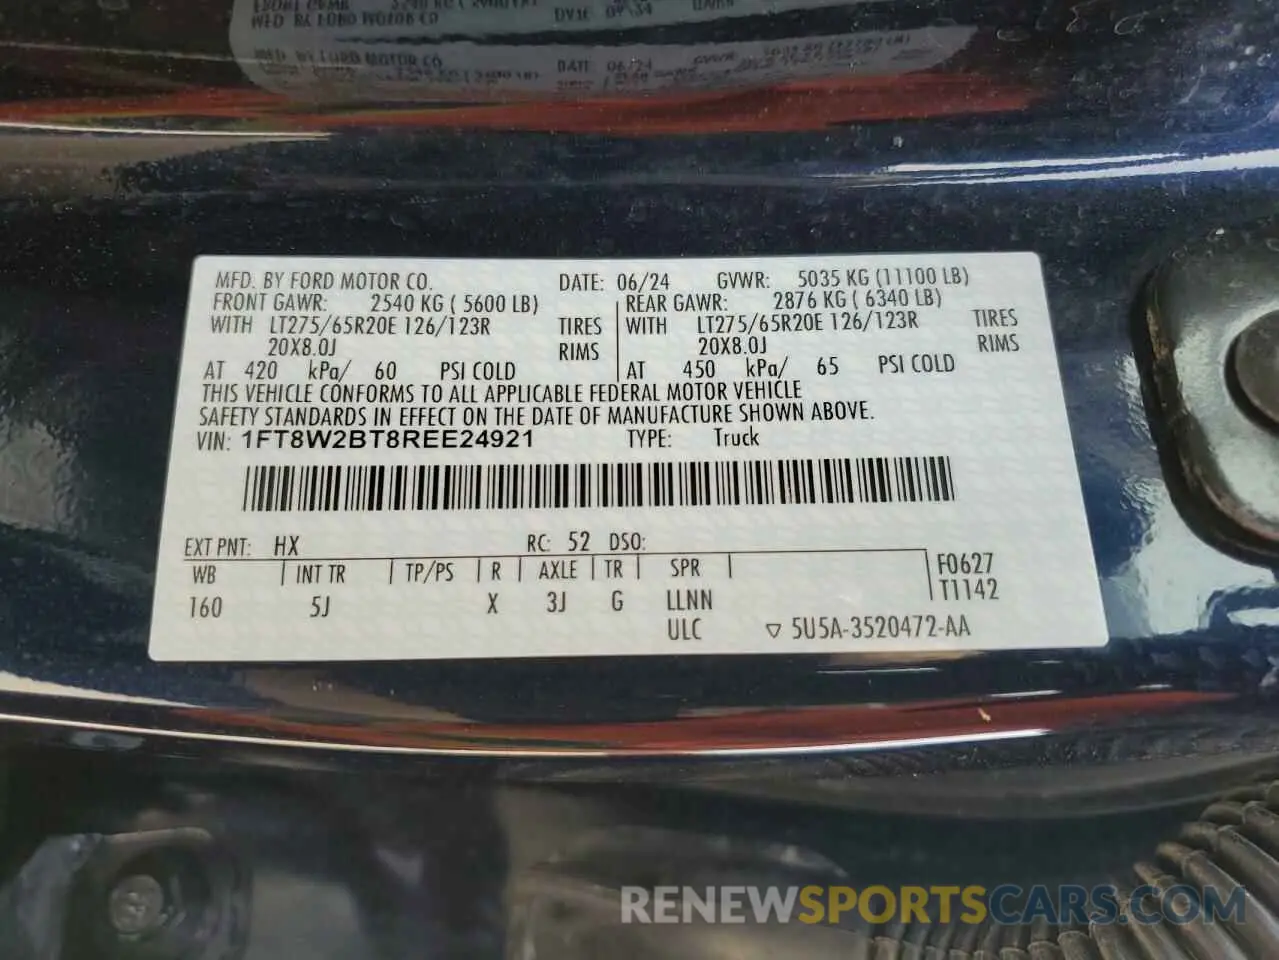 MFD. BY FORD MOTOR CO. DATE: 06/24 GVWR: 5035 KG (11100 LB)
FRONT GAWR: 2540 KG ( 5600 LB) REAR GAWR: 2876 KG ( 6340 LB)
WITH LT275/65R20E 126/123R TIRES WITH LT275/65R20E 126/123R TIRES
20X8.0J RIMS 20X8.0J RIMS
AT 420 kPa/ 60 PSI COLD AT 450 kPa/ 65 PSI COLD
THIS VEHICLE CONFORMS TO ALL APPLICABLE FEDERAL MOTOR VEHICLE
SAFETY STANDARDS IN EFFECT ON THE DATE OF MANUFACTURE SHOWN ABOVE.
VIN: 1FT8W2BT8REE24921 TYPE: Truck
EXT PNT: HX RC: 52 DSO:
WB INT TR TP/PS R AXLE TR SPR F0627
160 5J X 3J G LLNN T1142
ULC 5U5A-3520472-AA
RENEWSPORTSCARS.COM